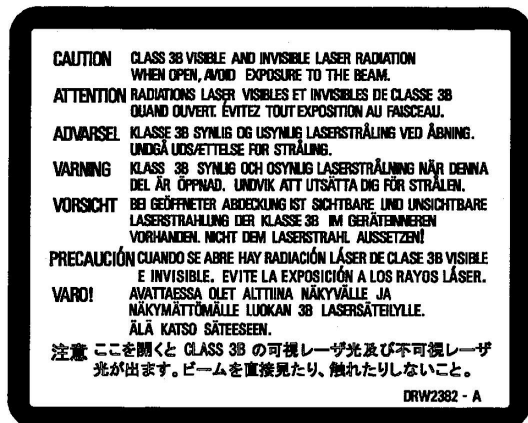 CAUTION CLASS 3B VISIBLE AND INVISIBLE LASER RADIATION
WHEN OPEN, AVOID EXPOSURE TO THE BEAM.
ATTENTION RADIATIONS LASER VISIBLES ET INVISIBLES DE CLASSE 3B
QUAND OUVERT. ÉVITEZ TOUT EXPOSITION AU FAISCEAU.
ADVARSEL KLASSE 3B SYNLIG OG USYNLIG LASERSTRÅLING VED ÅBNING.
UNDGÅ UDSÆTTELSE FOR STRÅLING.
VARNING KLASS 3B SYNLIG OCH OSYNLIG LASERSTRÅLNING NÄR DENNA
DEL ÄR ÖPPNAD. UNDVIK ATT UTSÄTTA DIG FÖR STRÅLEN.
VORSICHT BEI GEÖFFNETER ABDECKUNG IST SICHTBARE UND UNSICHTBARE
LASERSTRAHLUNG DER KLASSE 3B IM GERÄTEINNEREN
VORHANDEN. NICHT DEM LASERSTRAHL AUSSETZEN!
PRECAUCIÓN CUANDO SE ABRE HAY RADIACIÓN LÁSER DE CLASE 3B VISIBLE
E INVISIBLE. EVITE LA EXPOSICIÓN A LOS RAYOS LÁSER.
VARO! AVATTAESSA OLET ALTTIINA NÄKYVÄLLE JA
NÄKYMÄTTÖMÄLLE LUOKAN 3B LASERSÄTEILYLLE.
ÄLÄ KATSO SÄTEESEEN.
注意 ここを開くと CLASS 3B の可視レーザ光及び不可視レーザ
光が出ます。ビームを直接見たり、触れたりしないこと。
DRW2382 - A